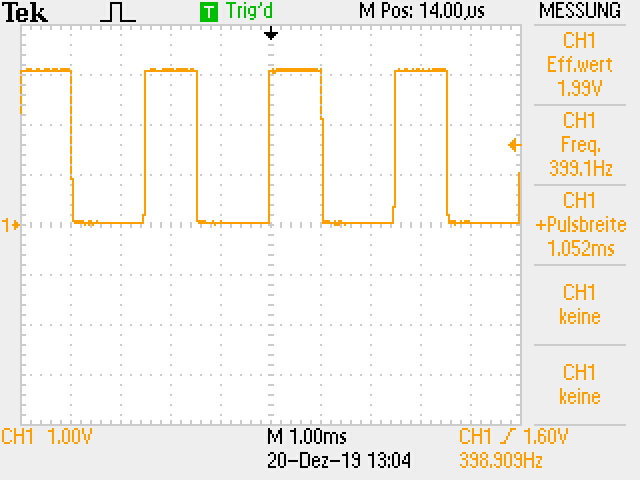 Tek T Trig'd M Pos: 14.00µs MESSUNG
CH1
Eff.wert
1.99V
CH1
Freq.
399.1Hz
CH1
+Pulsbreite
1.052ms
CH1
keine
CH1
keine
1
CH1 1.00V M 1.00ms CH1 1.60V
20-Dez-19 13:04 398.909Hz